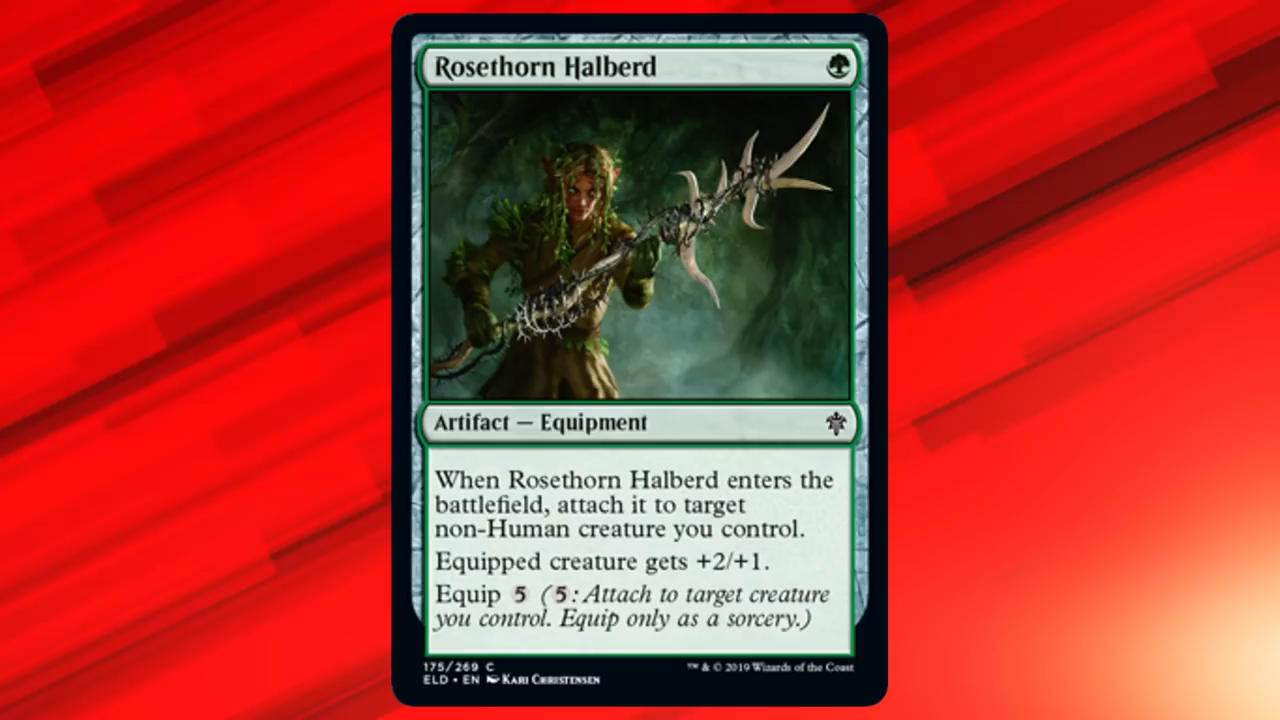 Rosethorn Halberd
Artifact — Equipment
When Rosethorn Halberd enters the
battlefield, attach it to target
non-Human creature you control.
Equipped creature gets +2/+1.
Equip 5 (5: Attach to target creature
you control. Equip only as a sorcery.)
175/269 C
™ & © 2019 Wizards of the Coast
ELD • EN Kari Christensen